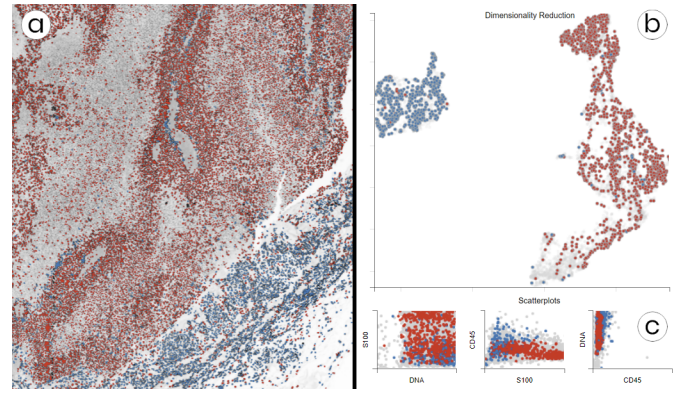 a
Dimensionality Reduction
b
Scatterplots
S100
DNA
CD45
S100
DNA
CD45
c